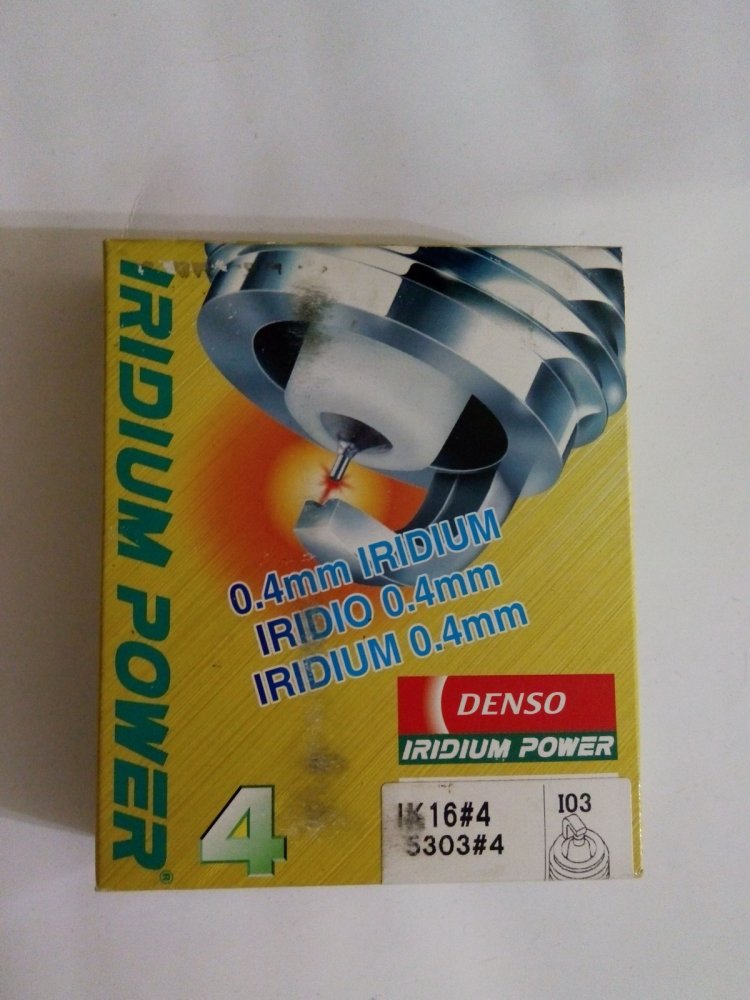 IRIDIUM POWER®
0.4mm IRIDIUM
IRIDIO 0.4mm
IRIDIUM 0.4mm
DENSO
IRIDIUM POWER
4
IK16#4
5303#4
I03